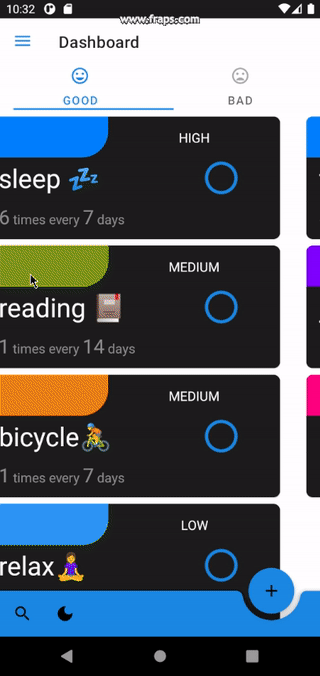 10:32
www.fraps.com
Dashboard
GOOD
BAD
HIGH
sleep 💤
6 times every 7 days
MEDIUM
reading 📔
1 times every 14 days
MEDIUM
bicycle 🚴
1 times every 7 days
LOW
relax 🧘